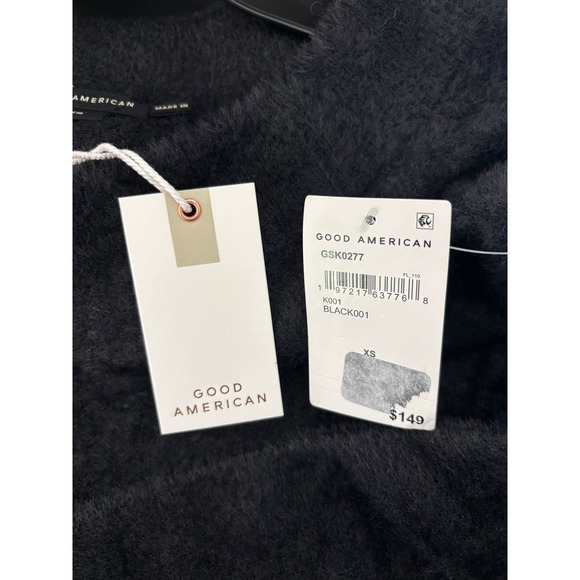 AMERICAN
MADE IN
GOOD
AMERICAN
GOOD AMERICAN
GSK0277
FL_110
1 97217 63776 8
K001
BLACK001
XS
$149